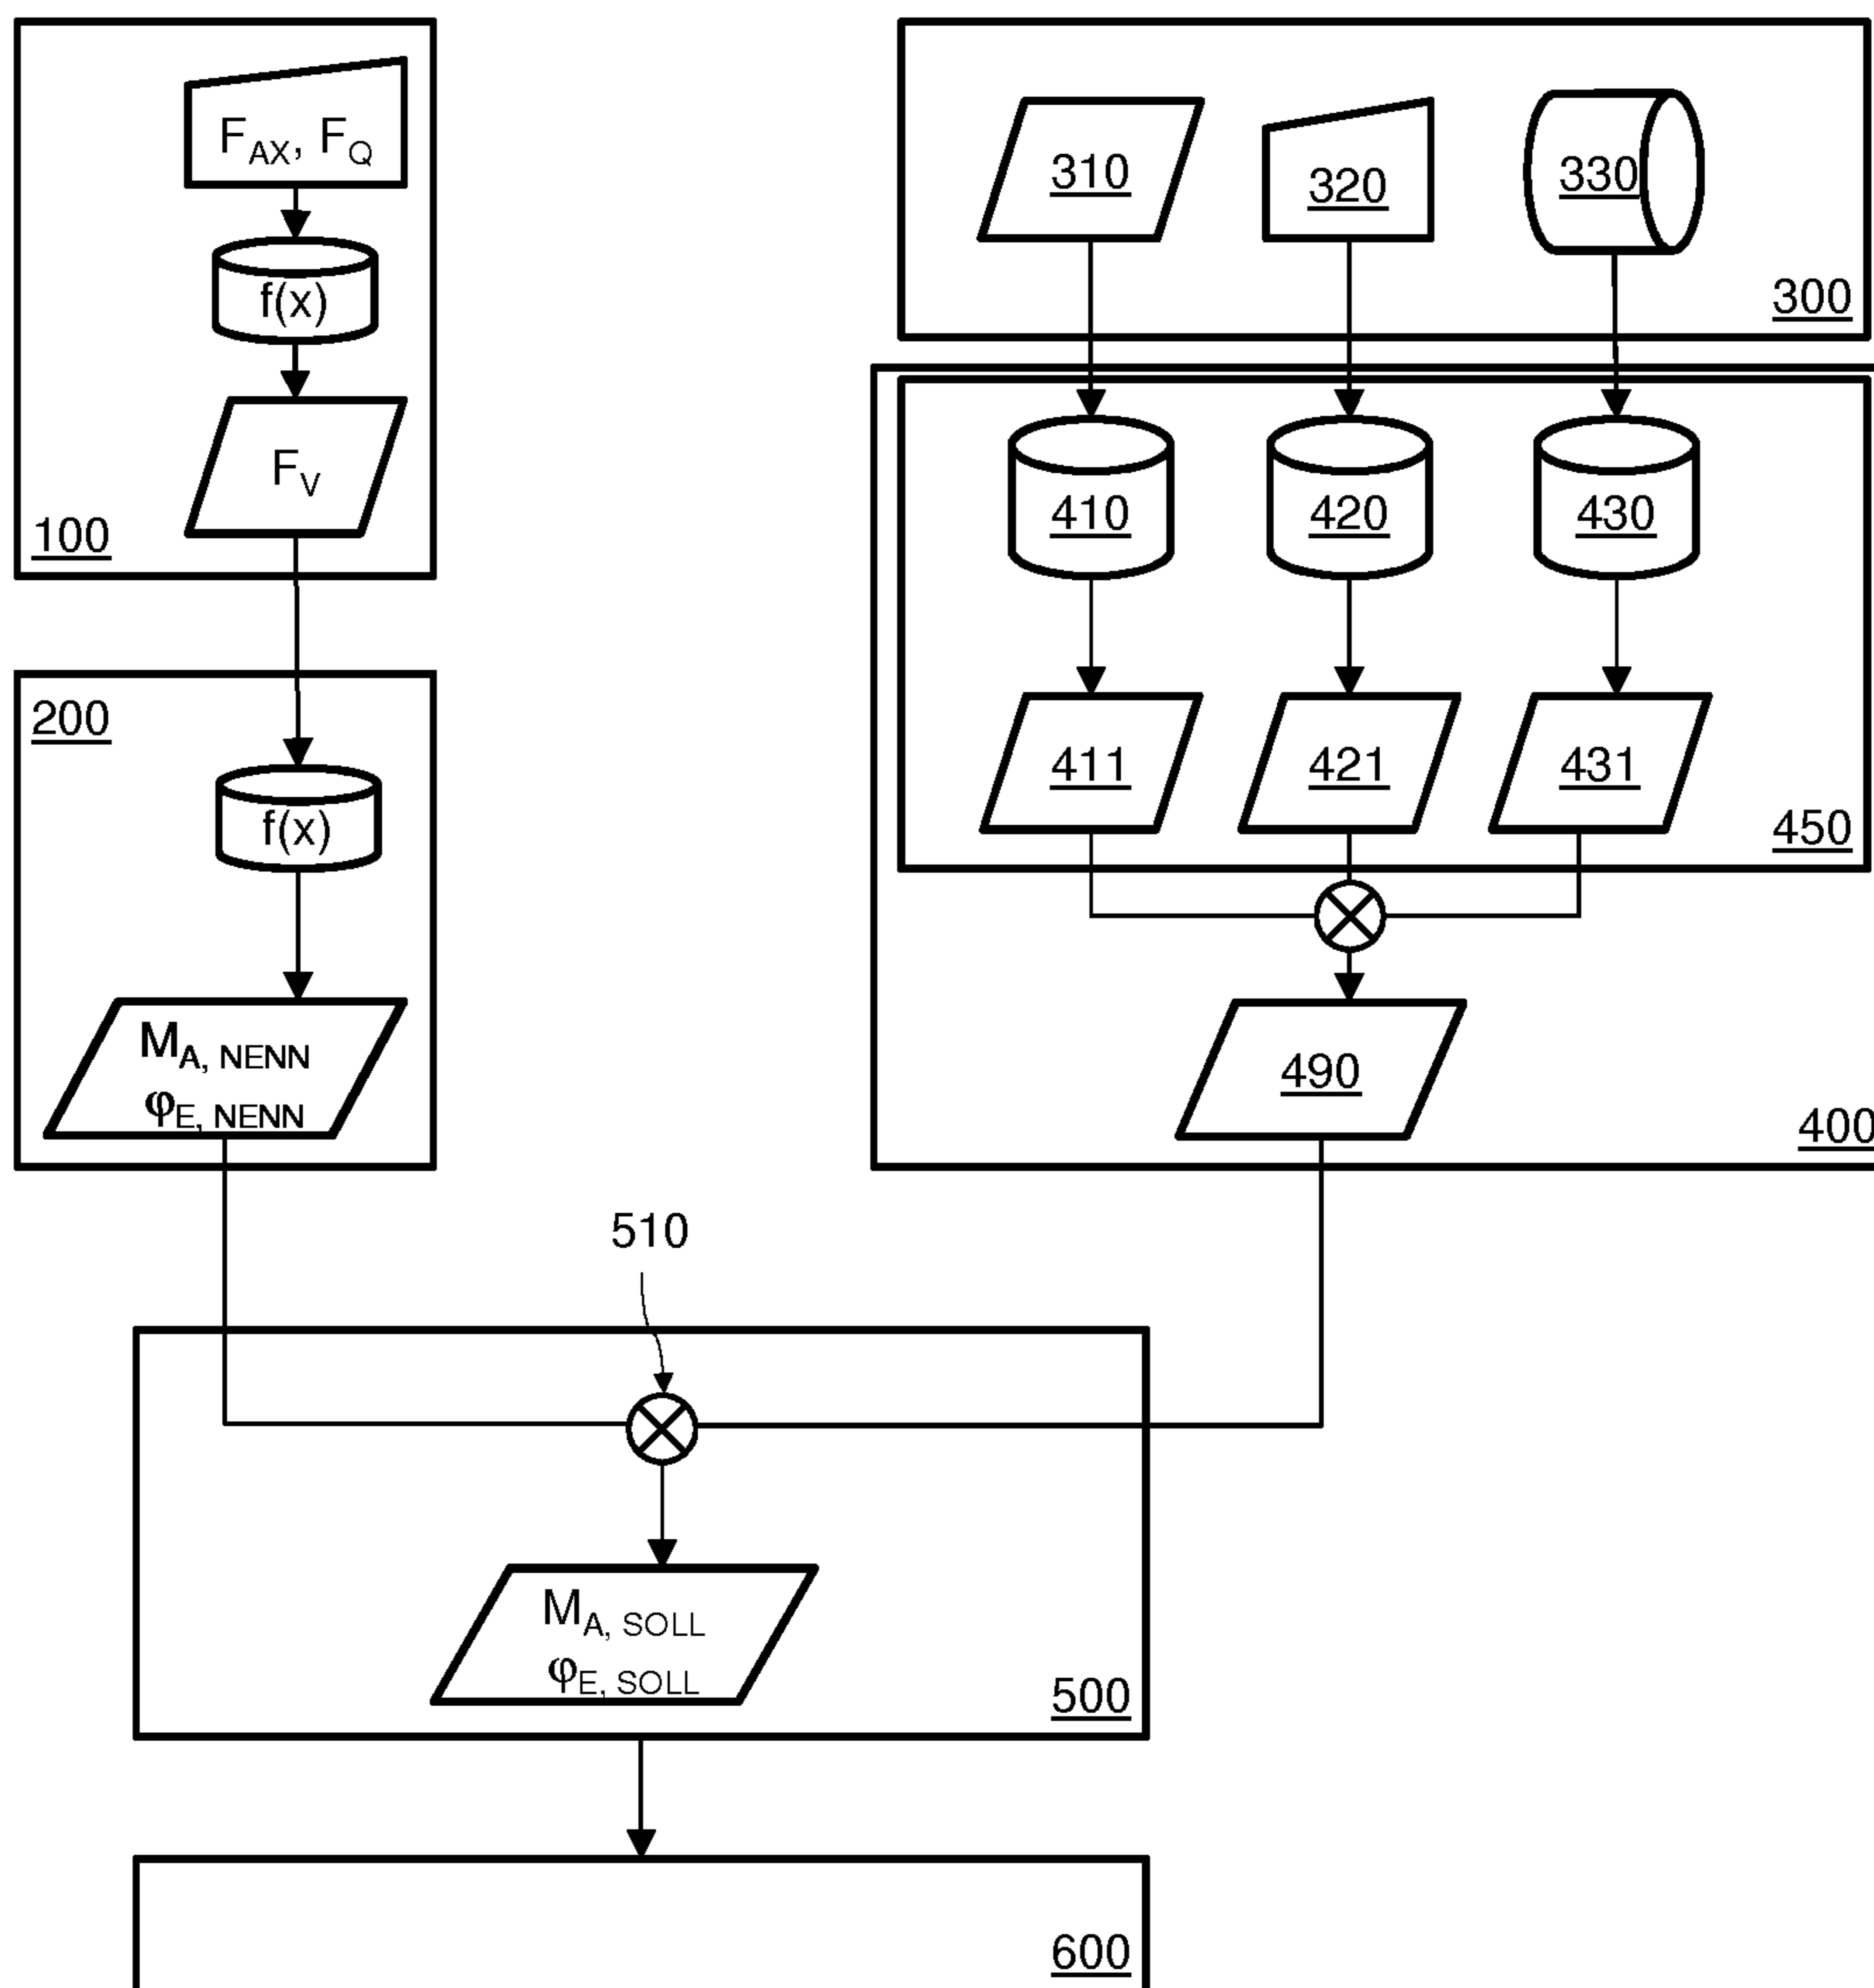 F_AX, F_Q
f(x)
F_V
100
200
f(x)
M_A, NENN
φ_E, NENN
310
320
330
300
410
420
430
411
421
431
450
490
400
510
M_A, SOLL
φ_E, SOLL
500
600